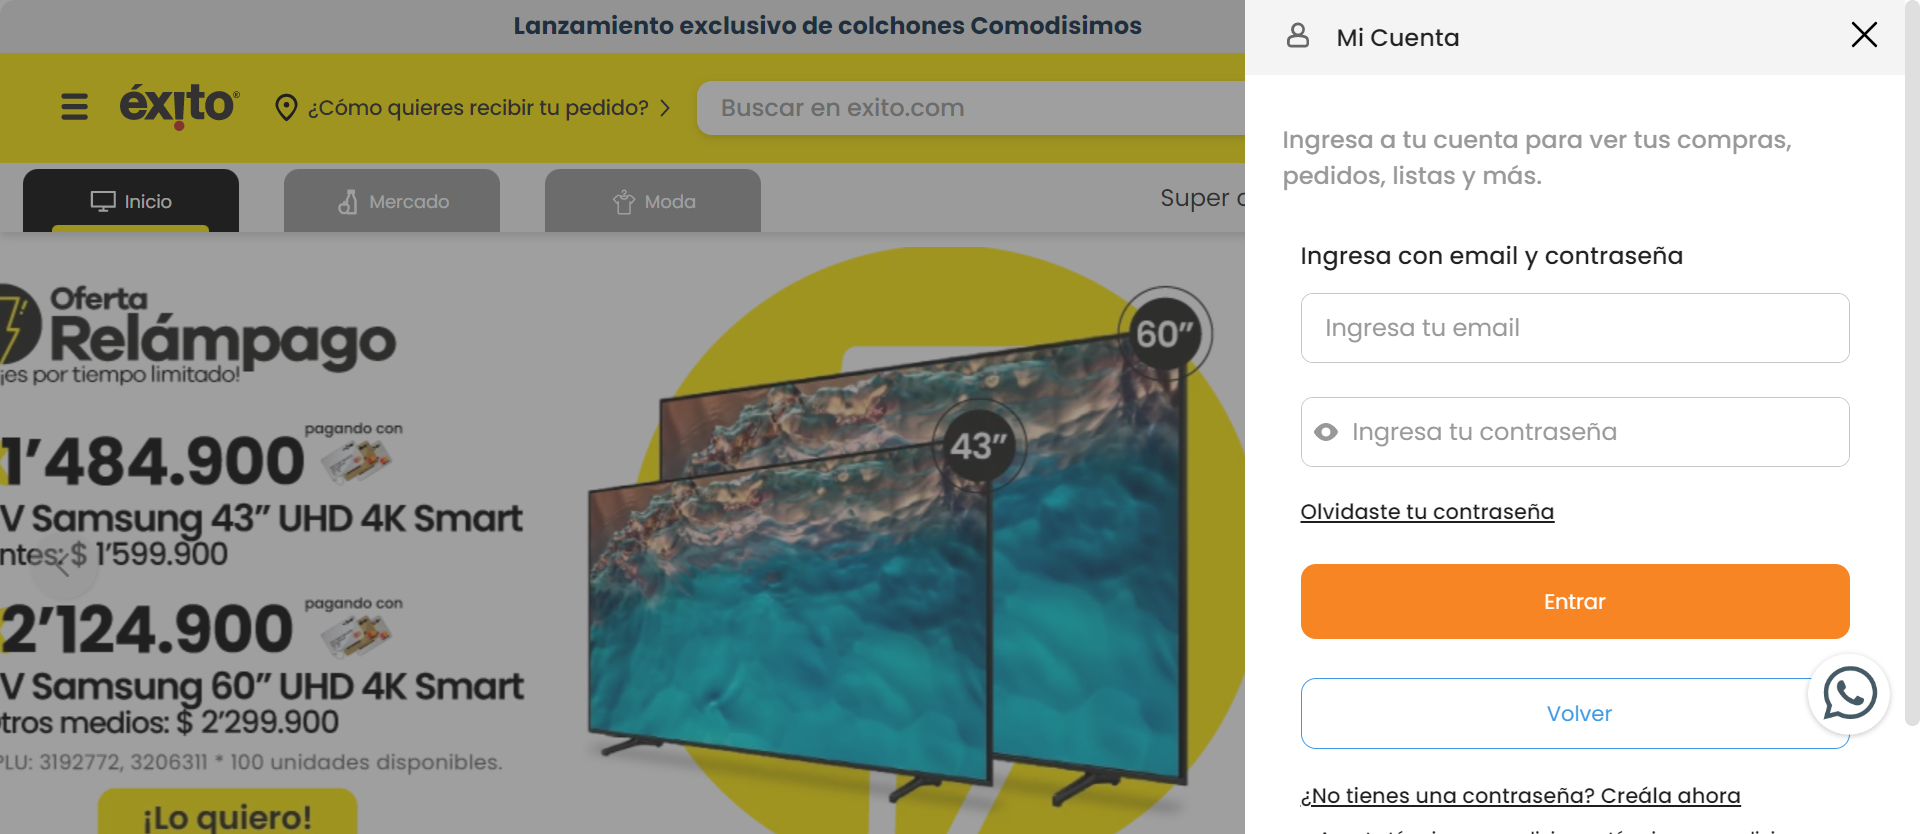 Lanzamiento exclusivo de colchones Comodisimos
éxito
¿Cómo quieres recibir tu pedido?
Buscar en exito.com
Inicio
Mercado
Moda
Super
Oferta
Relámpago
¡es por tiempo limitado!
1'484.900
pagando con
V Samsung 43” UHD 4K Smart
ntes: $ 1’599.900
2’124.900
pagando con
V Samsung 60” UHD 4K Smart
tros medios: $ 2’299.900
PLU: 3192772, 3206311 * 100 unidades disponibles.
¡Lo quiero!
60”
43”
Mi Cuenta
Ingresa a tu cuenta para ver tus compras,
pedidos, listas y más.
Ingresa con email y contraseña
Ingresa tu email
Ingresa tu contraseña
Olvidaste tu contraseña
Entrar
Volver
¿No tienes una contraseña? Creála ahora